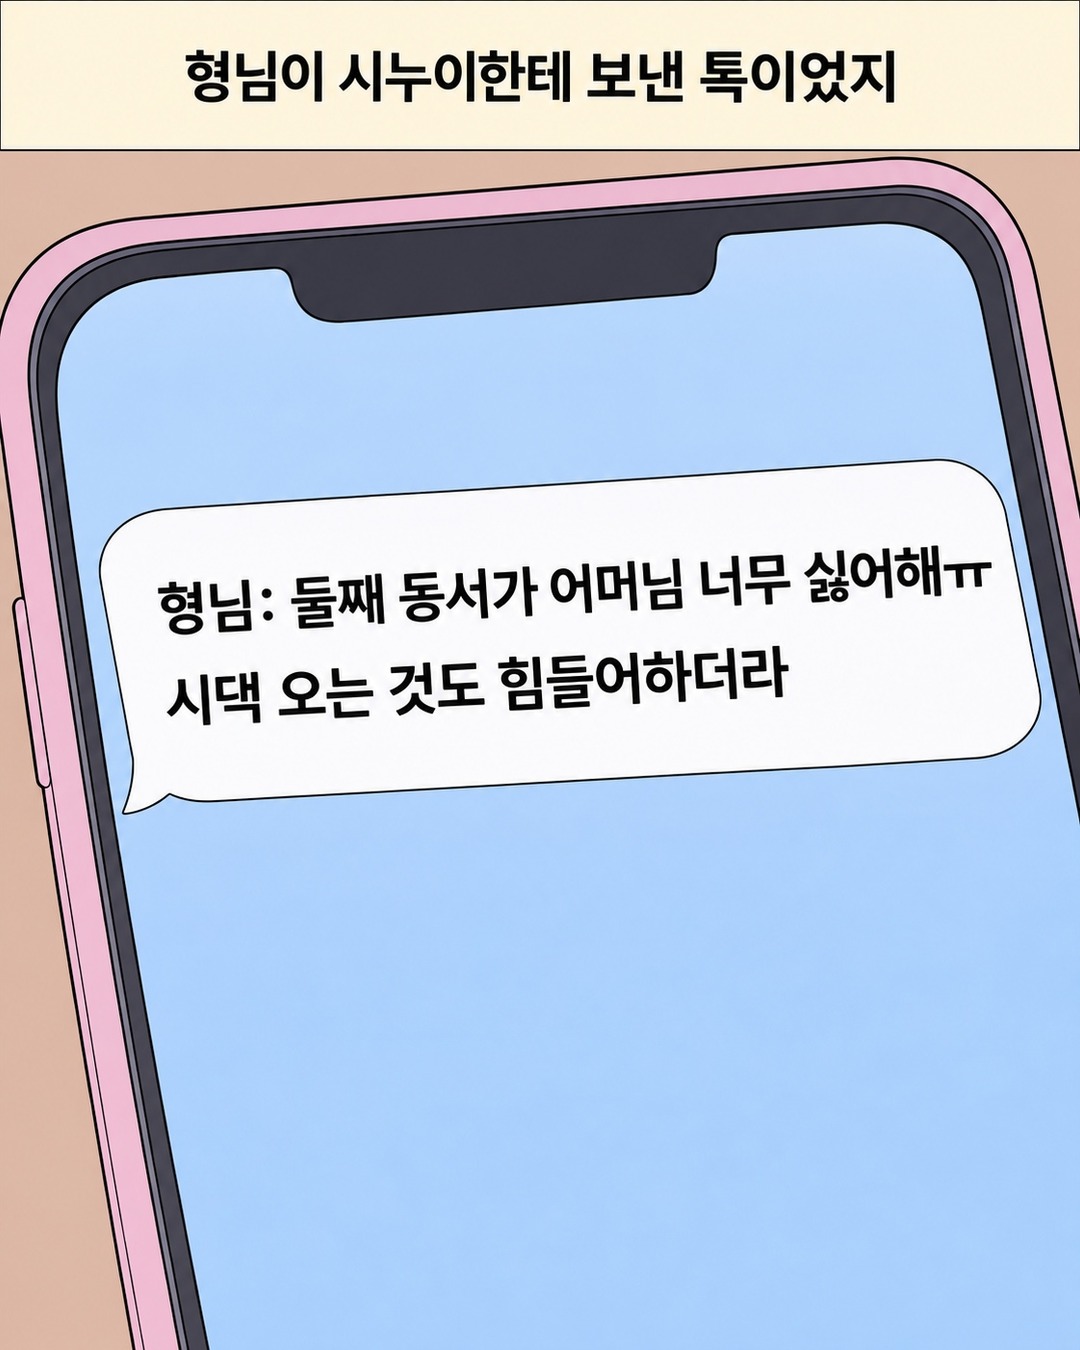 형님이 시누이한테 보낸 톡이었지
형님: 둘째 동서가 어머님 너무 싫어해ㅠ
시댁 오는 것도 힘들어하더라